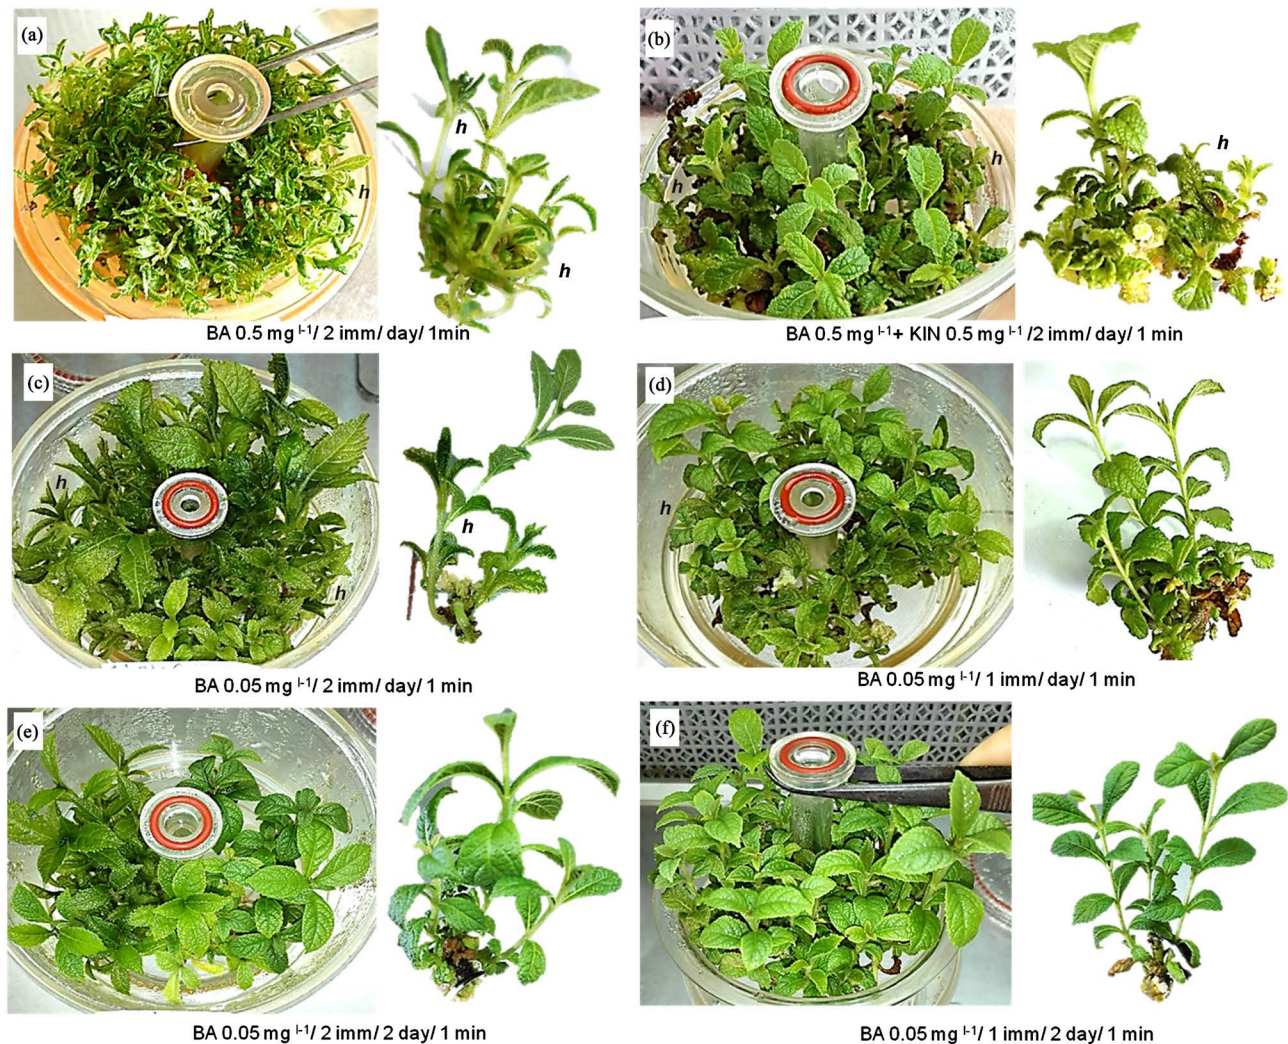 (a)
h
h
h
BA 0.5 mg l-1/ 2 imm/ day/ 1min
(b)
h
h
h
BA 0.5 mg l-1+ KIN 0.5 mg l-1 /2 imm/ day/ 1 min
(c)
h
h
h
BA 0.05 mg l-1/ 2 imm/ day/ 1 min
(d)
h
BA 0.05 mg l-1/ 1 imm/ day/ 1 min
(e)
BA 0.05 mg l-1/ 2 imm/ 2 day/ 1 min
(f)
BA 0.05 mg l-1/ 1 imm/ 2 day/ 1 min